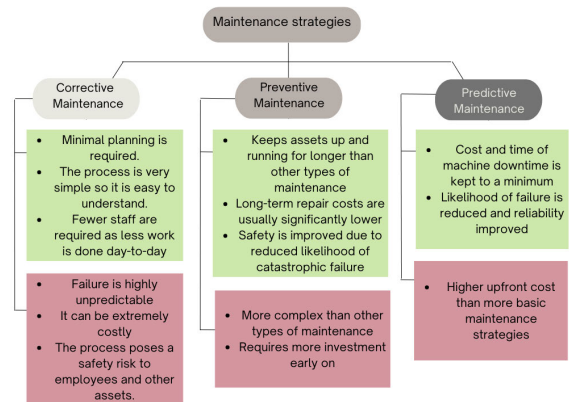 Maintenance strategies
Corrective
Maintenance
• Minimal planning is
required.
• The process is very
simple so it is easy to
understand.
• Fewer staff are
required as less work
is done day-to-day
• Failure is highly
unpredictable
• It can be extremely
costly
• The process poses a
safety risk to
employees and other
assets.
Preventive
Maintenance
• Keeps assets up and
running for longer than
other types of
maintenance
• Long-term repair costs are
usually significantly lower
• Safety is improved due to
reduced likelihood of
catastrophic failure
• More complex than other
types of maintenance
• Requires more investment
early on
Predictive
Maintenance
• Cost and time of
machine downtime is
kept to a minimum
• Likelihood of failure is
reduced and reliability
improved
• Higher upfront cost
than more basic
maintenance
strategies